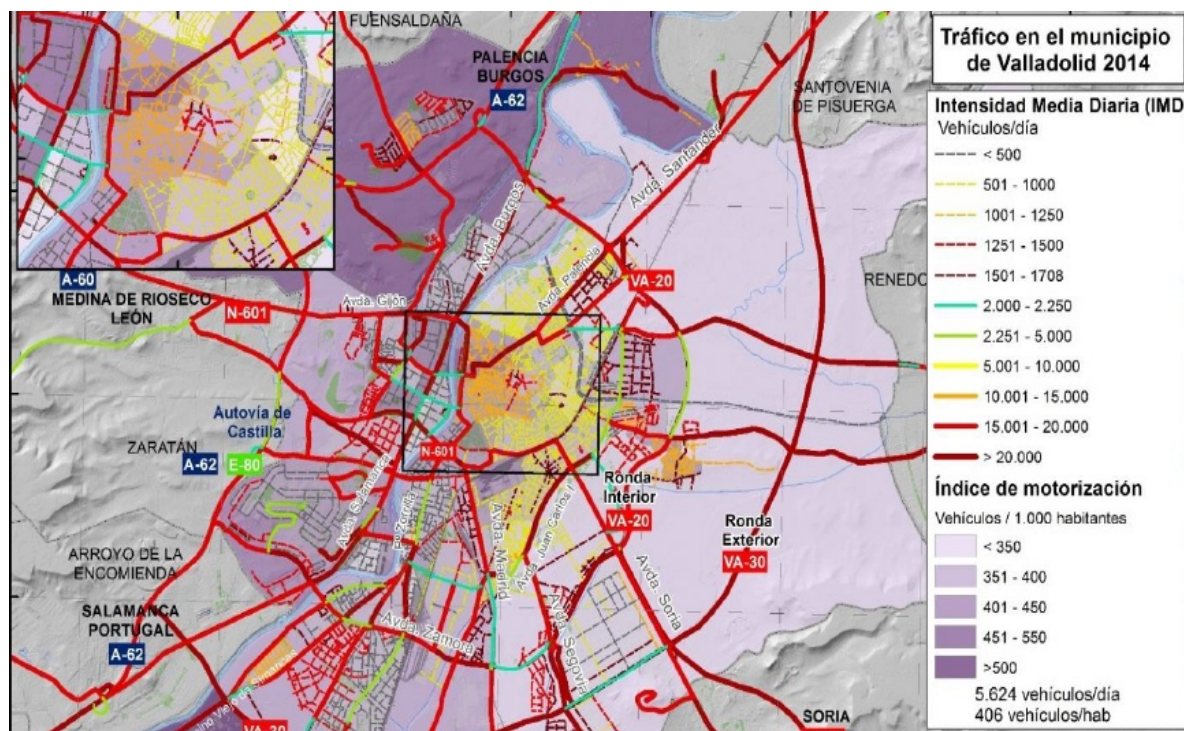 FUENSALDAÑA
PALENCIA
BURGOS
A-62
SANTOVENIA
DE PISUERGA
Avda. Santander
Avda. Burgos
Avda. Palencia
VA-20
RENEDO
A-60
MEDINA DE RIOSECO
LEÓN
N-601
Avda. Gijón
Autovía de
Castilla
ZARATÁN
A-62
E-80
N-601
Avda. Salamanca
Pº Zorrilla
Avda. Madrid
Avda. Juan Carlos Iº
Ronda
Interior
VA-20
Ronda
Exterior
VA-30
ARROYO DE LA
ENCOMIENDA
SALAMANCA
PORTUGAL
A-62
Avda. Zamora
Avda. Segovia
Avda. Soria
Viejo de Simancas
VA-30
SORIA
Tráfico en el municipio
de Valladolid 2014
Intensidad Media Diaria (IMD
Vehículos/día
< 500
501 - 1000
1001 - 1250
1251 - 1500
1501 - 1708
2.000 - 2.250
2.251 - 5.000
5.001 - 10.000
10.001 - 15.000
15.001 - 20.000
> 20.000
Índice de motorización
Vehículos / 1.000 habitantes
< 350
351 - 400
401 - 450
451 - 550
>500
5.624 vehículos/día
406 vehículos/hab